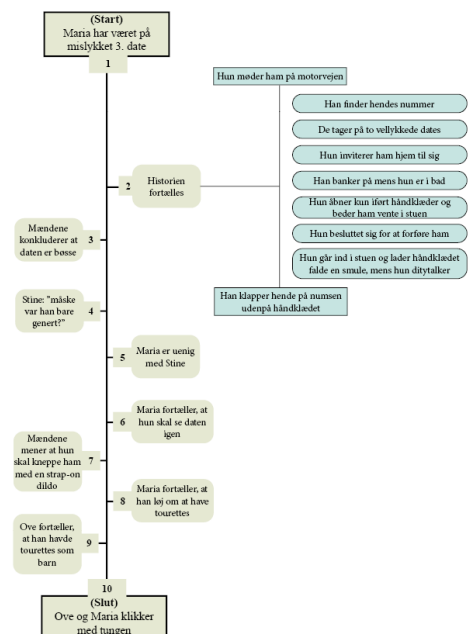 (Start)
Maria har været på
mislykket 3. date
1
Hun møder ham på motorvejen
Han finder hendes nummer
De tager på to vellykkede dates
Hun inviterer ham hjem til sig
Han banker på mens hun er i bad
Hun åbner kun iført håndklæder og
beder ham vente i stuen
Hun besluttet sig for at forføre ham
Hun går ind i stuen og lader håndklædet
falde en smule, mens hun ditytalker
Han klapper hende på numsen
udenpå håndklædet
2
Historien
fortælles
Mændene
konkluderer at
daten er bøsse
3
Stine: "måske
var han bare
genert?"
4
5
Maria er uenig
med Stine
6
Maria fortæller, at
hun skal se daten
igen
Mændene
mener at hun
skal kneppe ham
med en strap-on
dildo
7
8
Maria fortæller, at
han løj om at have
tourettes
Ove fortæller,
at han havde
tourettes som
barn
9
10
(Slut)
Ove og Maria klikker
med tungen